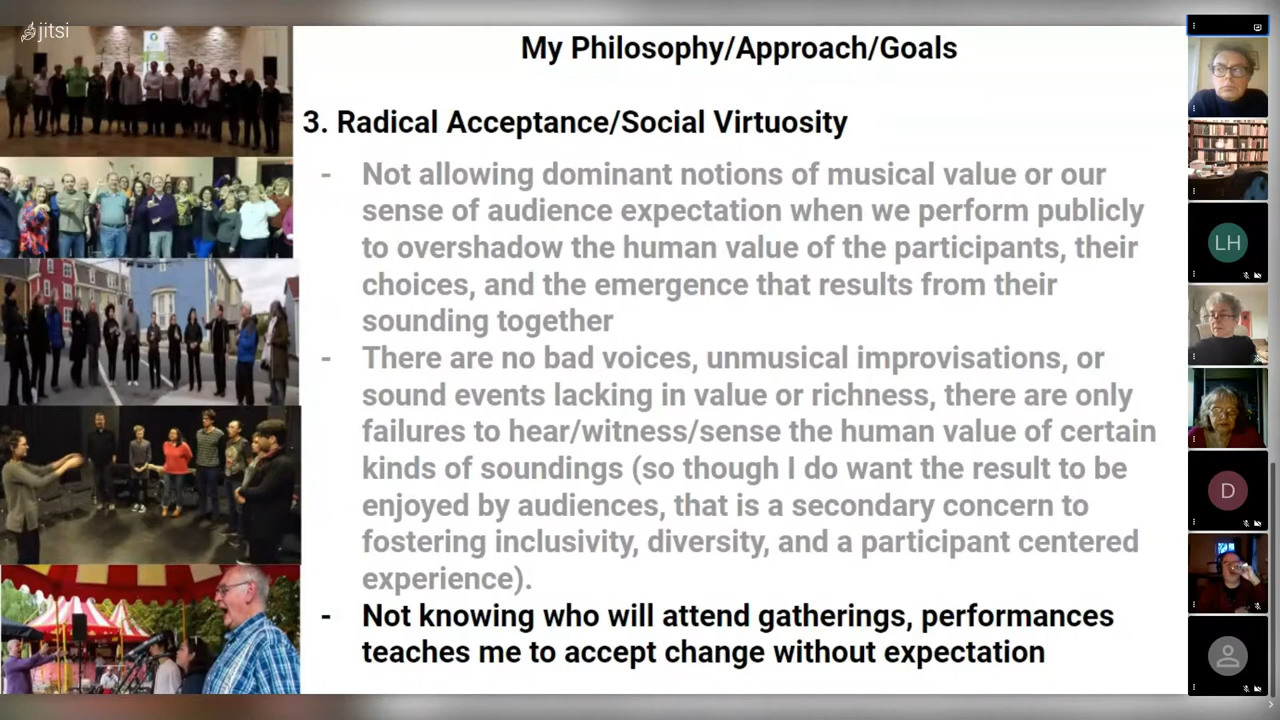 jitsi
My Philosophy/Approach/Goals
3. Radical Acceptance/Social Virtuosity
- Not allowing dominant notions of musical value or our
sense of audience expectation when we perform publicly
to overshadow the human value of the participants, their
choices, and the emergence that results from their
sounding together
- There are no bad voices, unmusical improvisations, or
sound events lacking in value or richness, there are only
failures to hear/witness/sense the human value of certain
kinds of soundings (so though I do want the result to be
enjoyed by audiences, that is a secondary concern to
fostering inclusivity, diversity, and a participant centered
experience).
- Not knowing who will attend gatherings, performances
teaches me to accept change without expectation
LH
D